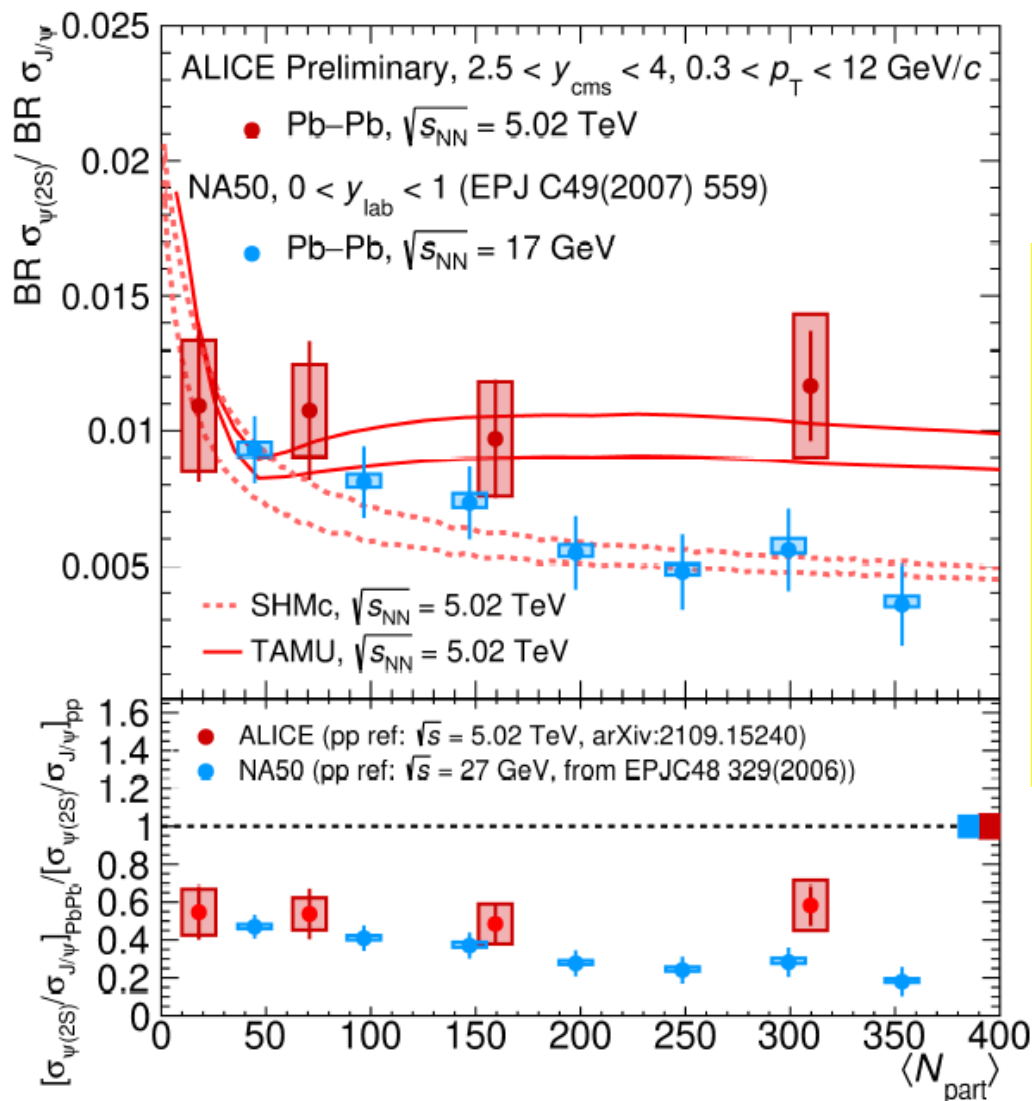 0.025
ALICE Preliminary, 2.5 < y_cms < 4, 0.3 < p_T < 12 GeV/c
Pb–Pb, √s_NN = 5.02 TeV
0.02
NA50, 0 < y_lab < 1 (EPJ C49(2007) 559)
Pb–Pb, √s_NN = 17 GeV
0.015
0.01
0.005
BR σ_ψ(2S) / BR σ_J/ψ
SHMc, √s_NN = 5.02 TeV
TAMU, √s_NN = 5.02 TeV
1.6
ALICE (pp ref: √s = 5.02 TeV, arXiv:2109.15240)
1.4
NA50 (pp ref: √s = 27 GeV, from EPJC48 329(2006))
1.2
1
0.8
0.6
0.4
0.2
0
[σ_ψ(2S)/σ_J/ψ]_PbPb/[σ_ψ(2S)/σ_J/ψ]_pp
0 50 100 150 200 250 300 350 400
⟨N_part⟩